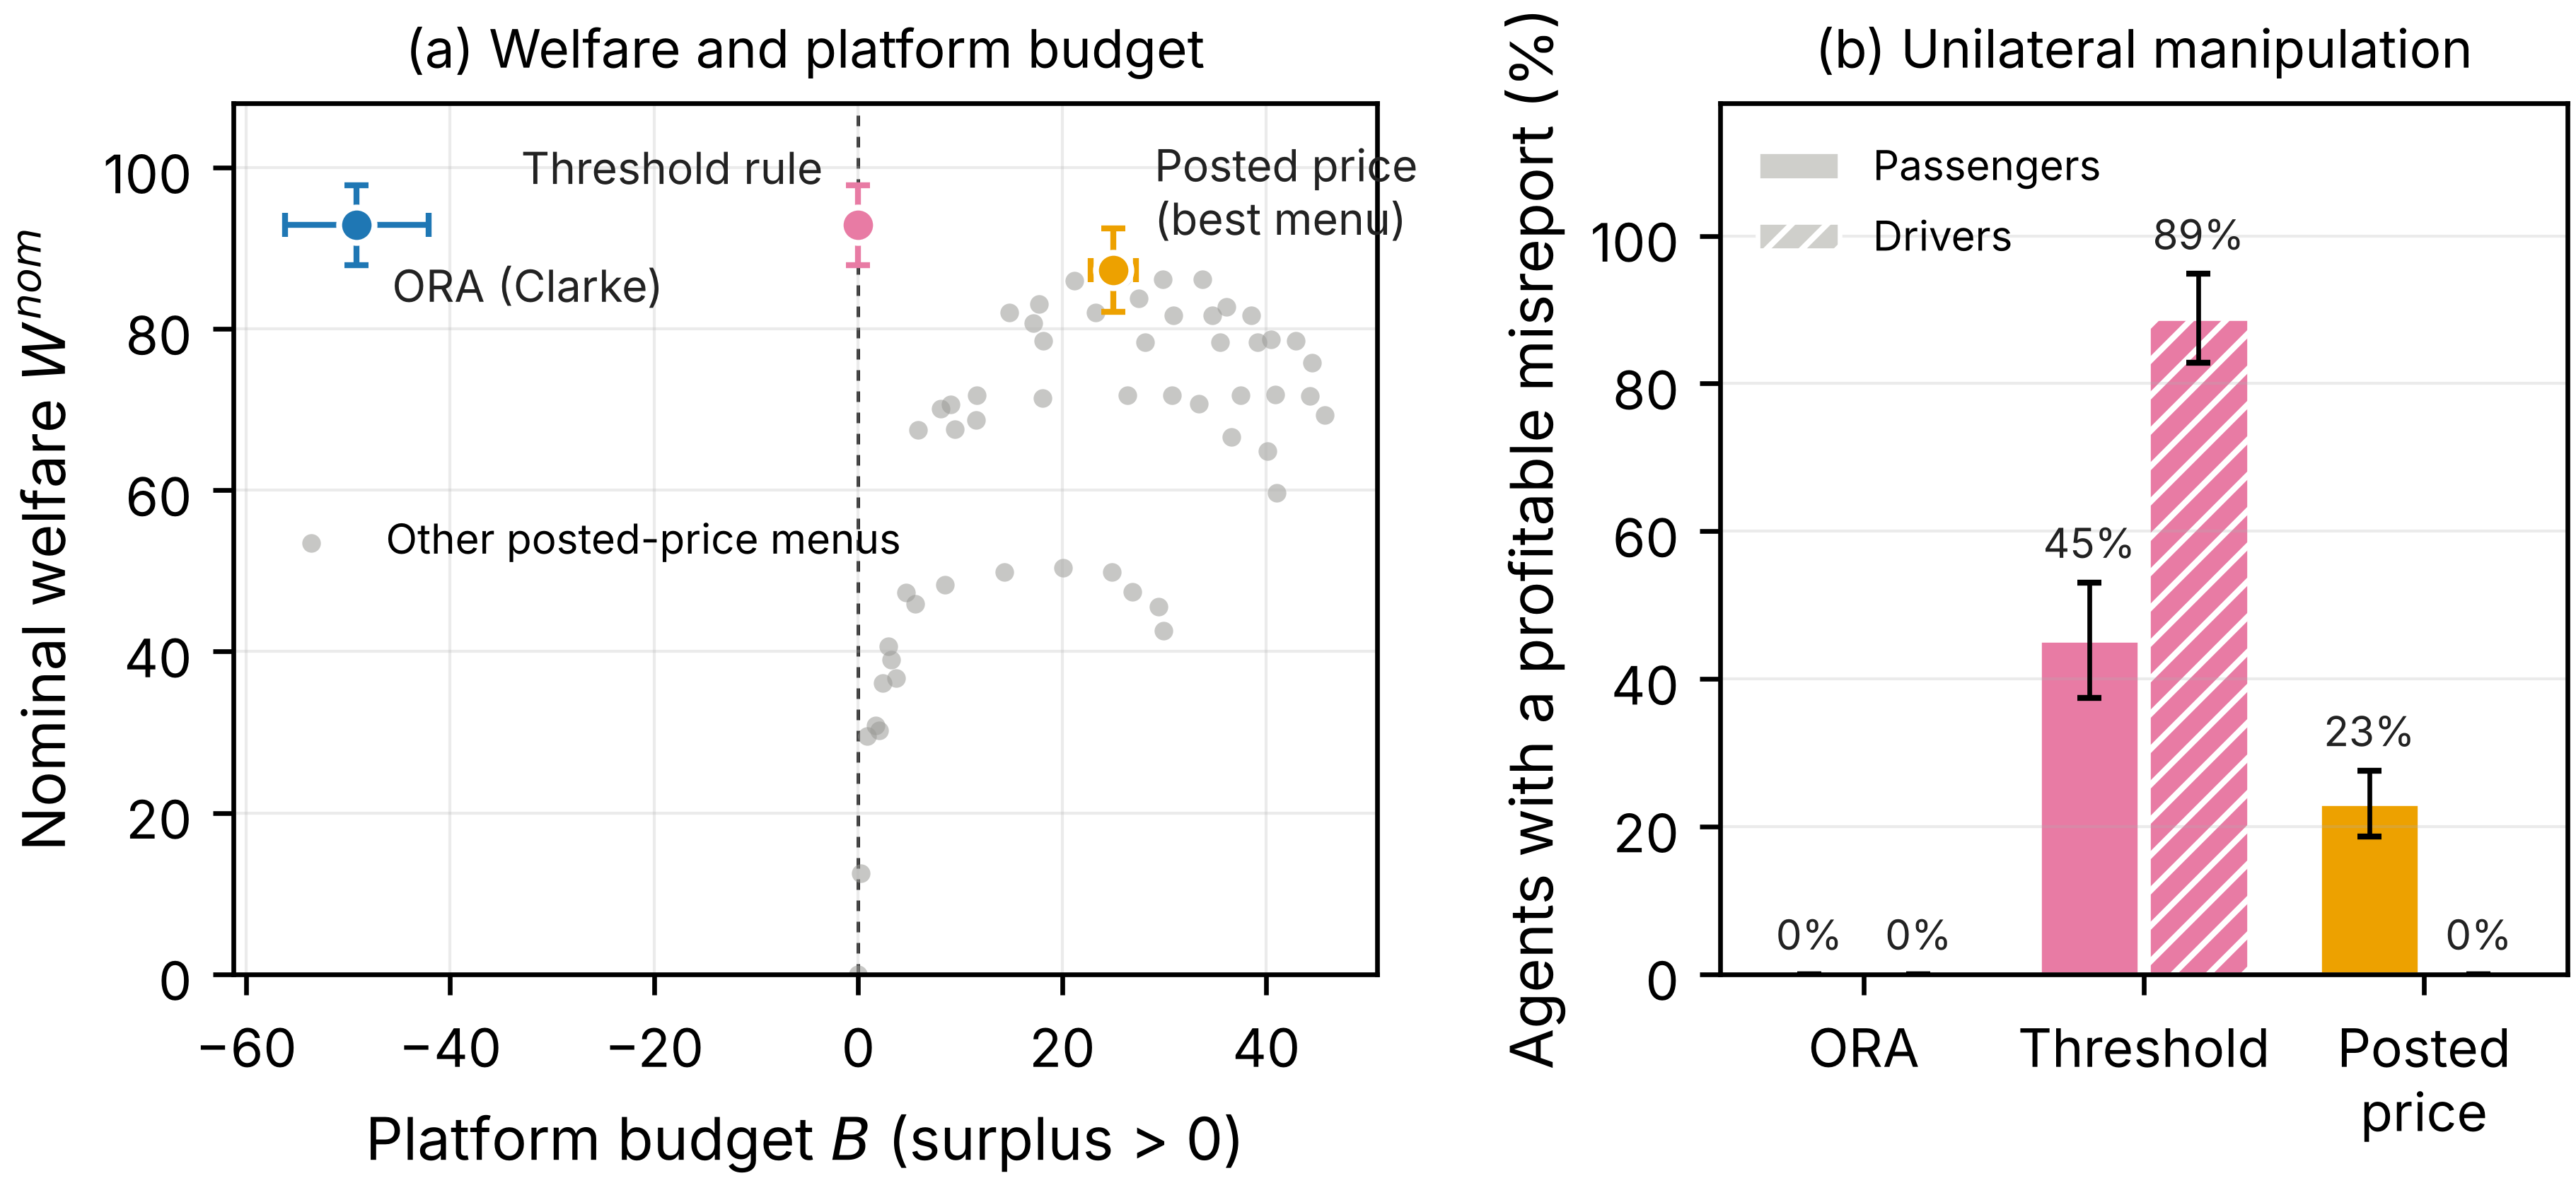 (a) Welfare and platform budget
Nominal welfare W^nom
100
80
60
40
20
0
Threshold rule
Posted price
(best menu)
ORA (Clarke)
Other posted-price menus
−60
−40
−20
0
20
40
Platform budget B (surplus > 0)
(b) Unilateral manipulation
Agents with a profitable misreport (%)
100
80
60
40
20
0
Passengers
Drivers
0%
0%
45%
89%
23%
0%
ORA
Threshold
Posted
price